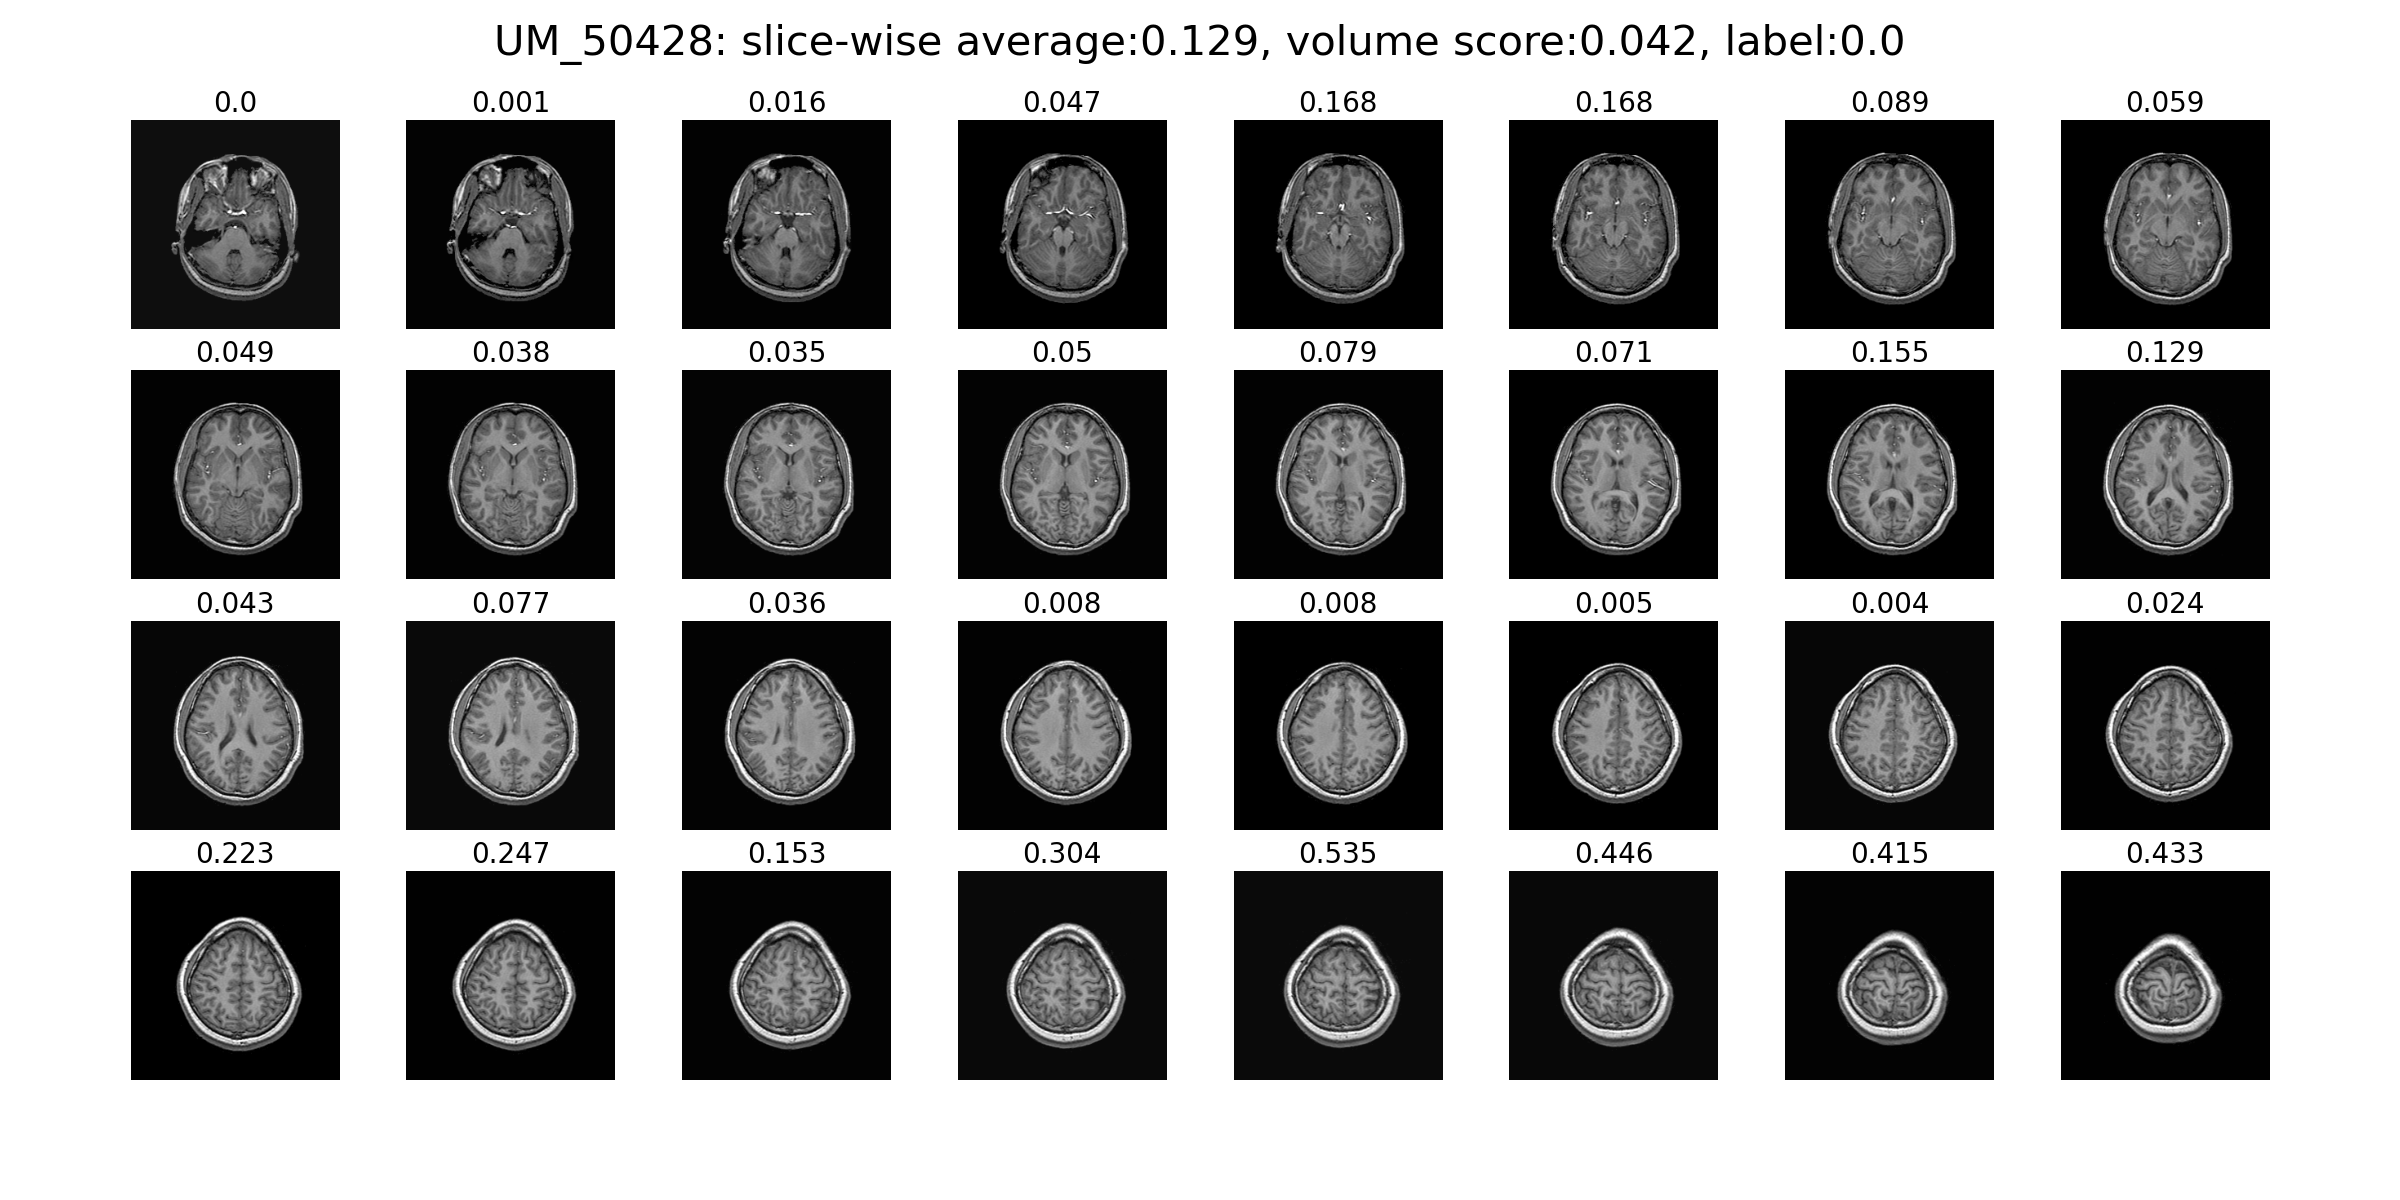 UM_50428: slice-wise average:0.129, volume score:0.042, label:0.0
0.0 0.001 0.016 0.047 0.168 0.168 0.089 0.059
0.049 0.038 0.035 0.05 0.079 0.071 0.155 0.129
0.043 0.077 0.036 0.008 0.008 0.005 0.004 0.024
0.223 0.247 0.153 0.304 0.535 0.446 0.415 0.433